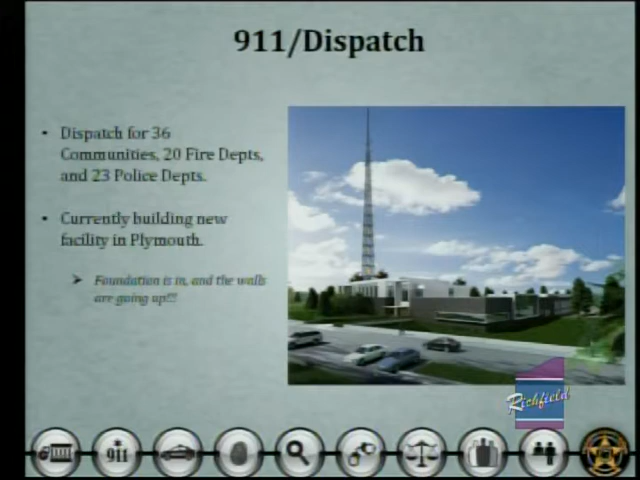 911/Dispatch
• Dispatch for 36
Communities, 20 Fire Depts,
and 23 Police Depts.
• Currently building new
facility in Plymouth.
➢ Foundation is in, and the walls
are going up!!!
Richfield
911